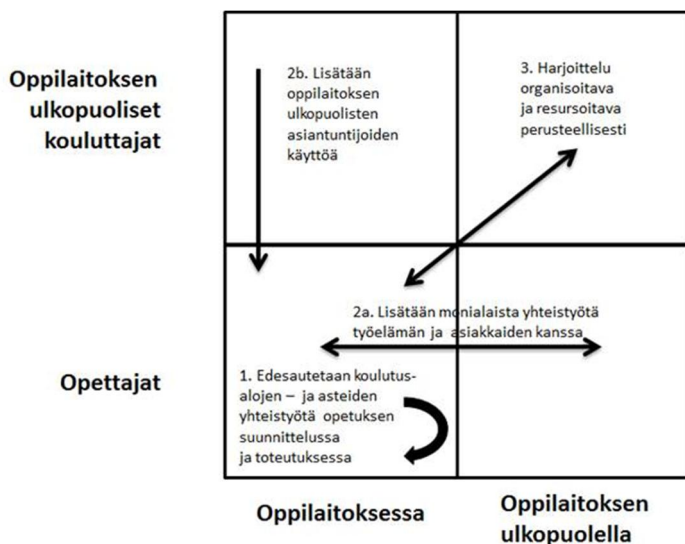 Oppilaitoksen
ulkopuoliset
kouluttajat
2b. Lisätään
oppilaitoksen
ulkopuolisten
asiantuntijoiden
käyttöä
3. Harjoittelu
organisoitava
ja resursoitava
perusteellisesti
Opettajat
2a. Lisätään monialaista yhteistyötä
työelämän ja asiakkaiden kanssa
1. Edesautetaan koulutus-
alojen – ja asteiden
yhteistyötä opetuksen
suunnittelussa
ja toteutuksessa
Oppilaitoksessa
Oppilaitoksen
ulkopuolella